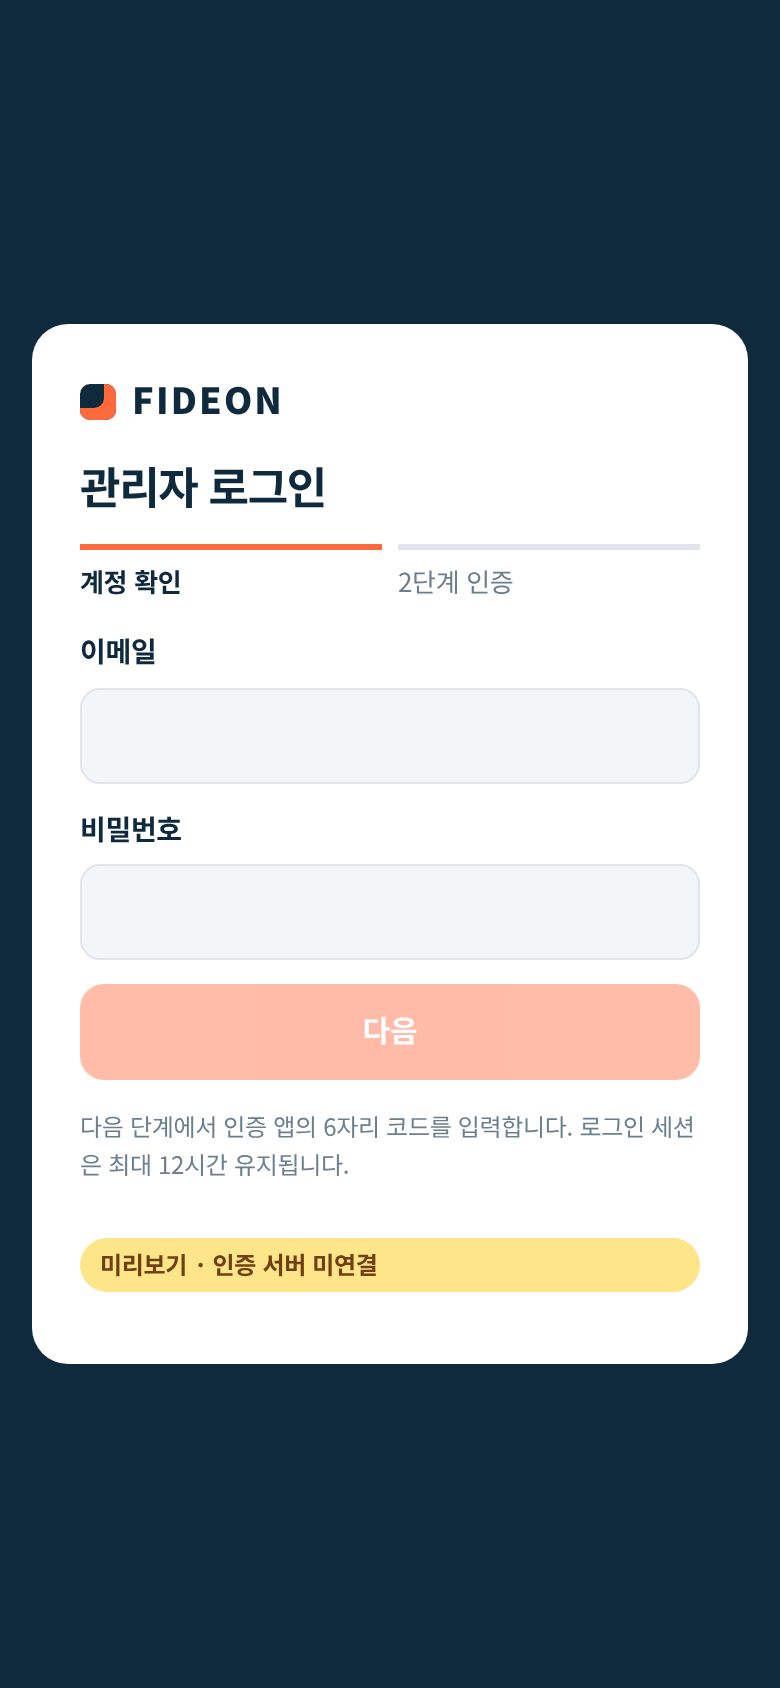 FIDEON
관리자 로그인
계정 확인
2단계 인증
이메일
비밀번호
다음
다음 단계에서 인증 앱의 6자리 코드를 입력합니다. 로그인 세션
은 최대 12시간 유지됩니다.
미리보기 · 인증 서버 미연결